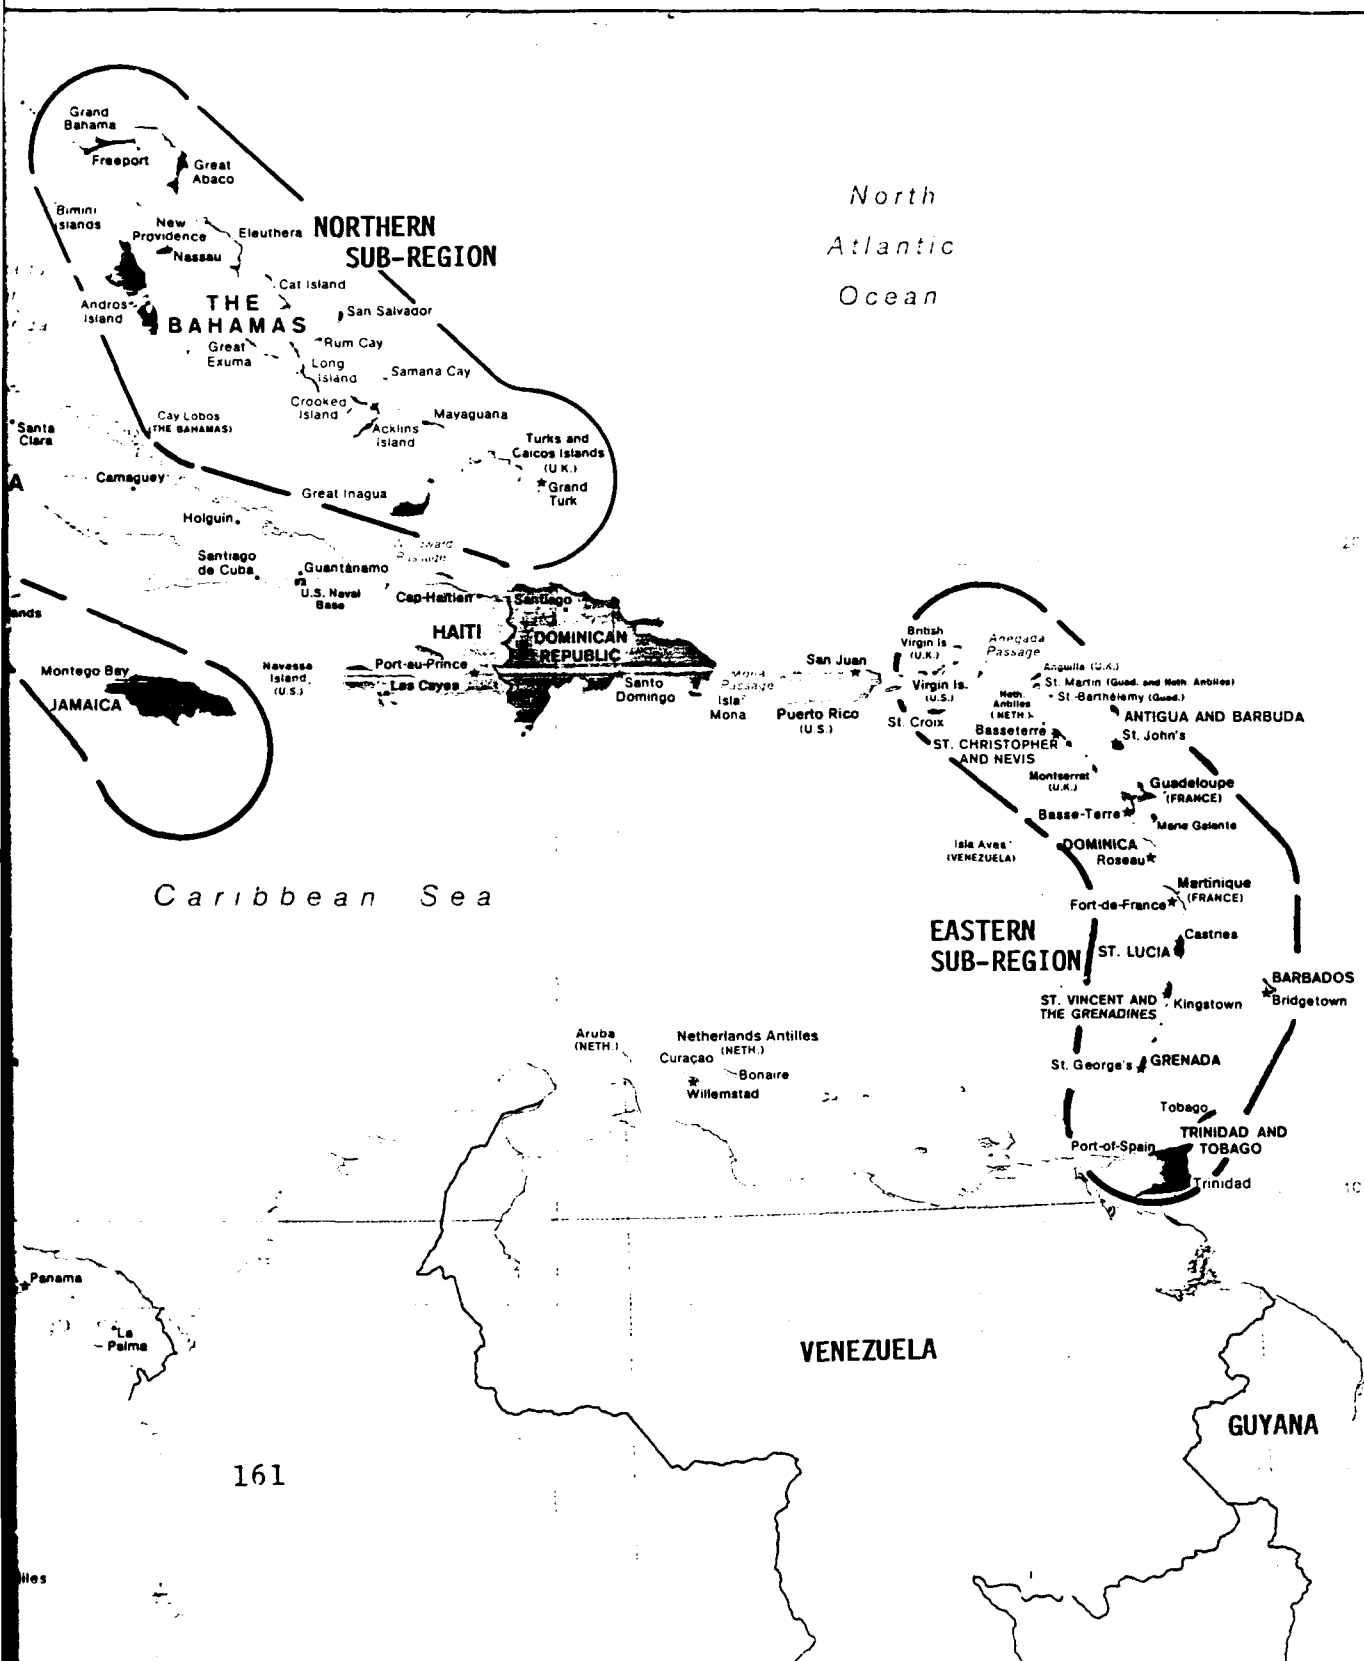 Grand
Bahama
Freeport
Great
Abaco
North
Atlantic
Ocean
Bimini
Islands
New
Providence
Nassau
Eleuthera
NORTHERN
SUB-REGION
Cat Island
Andros
Island
THE
BAHAMAS
San Salvador
Rum Cay
Great
Exuma
Long
Island
Samana Cay
Crooked
Island
Acklins
Island
Mayaguana
Cay Lobos
(THE BAHAMAS)
Santa
Clara
Turks and
Caicos Islands
(U.K.)
Grand
Turk
A
Camaguey
Great Inagua
Holguin
Santiago
de Cuba
Guantánamo
U.S. Naval
Base
Passage
ands
Cap-Haïtien
Santiago
HAITI
DOMINICAN
REPUBLIC
Montego Bay
JAMAICA
Navassa
Island
(U.S.)
Port-au-Prince
Les Cayes
Santo
Domingo
Mona
Passage
Isla
Mona
San Juan
Puerto Rico
(U.S.)
British
Virgin Is.
(U.K.)
Anegada
Passage
Virgin Is.
(U.S.)
St. Croix
Anguilla (U.K.)
St. Martin (Guad. and Neth. Antilles)
St. Barthélemy (Guad.)
Neth.
Antilles
(NETH.)
ANTIGUA AND BARBUDA
St. John's
Basseterre
ST. CHRISTOPHER
AND NEVIS
Montserrat
(U.K.)
Guadeloupe
(FRANCE)
Basse-Terre
Marie Galante
Isla Aves
(VENEZUELA)
DOMINICA
Roseau
Martinique
(FRANCE)
Fort-de-France
Caribbean Sea
EASTERN
SUB-REGION
Castries
ST. LUCIA
BARBADOS
Bridgetown
ST. VINCENT AND
THE GRENADINES
Kingstown
Aruba
(NETH.)
Netherlands Antilles
(NETH.)
Curaçao
Bonaire
Willemstad
St. George's
GRENADA
Tobago
TRINIDAD AND
TOBAGO
Port-of-Spain
Trinidad
10
Panama
La
Palma
VENEZUELA
GUYANA
161
iles